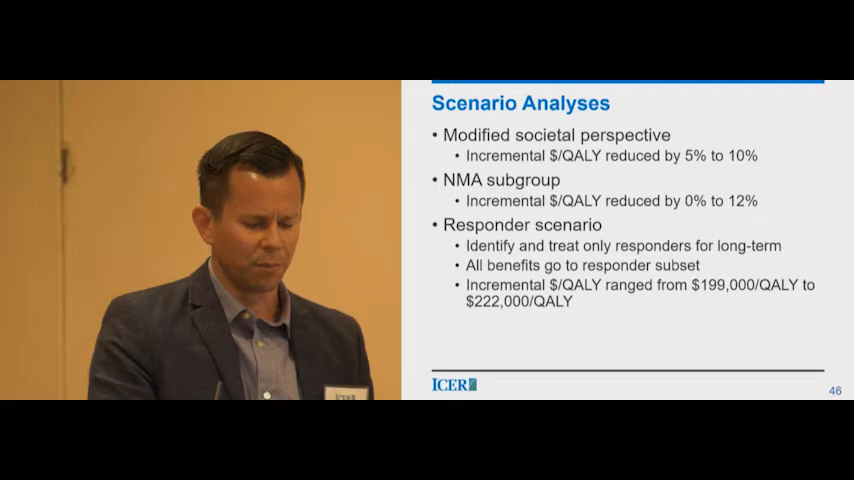 Scenario Analyses
• Modified societal perspective
• Incremental $/QALY reduced by 5% to 10%
• NMA subgroup
• Incremental $/QALY reduced by 0% to 12%
• Responder scenario
• Identify and treat only responders for long-term
• All benefits go to responder subset
• Incremental $/QALY ranged from $199,000/QALY to
$222,000/QALY
ICER
46
ICER